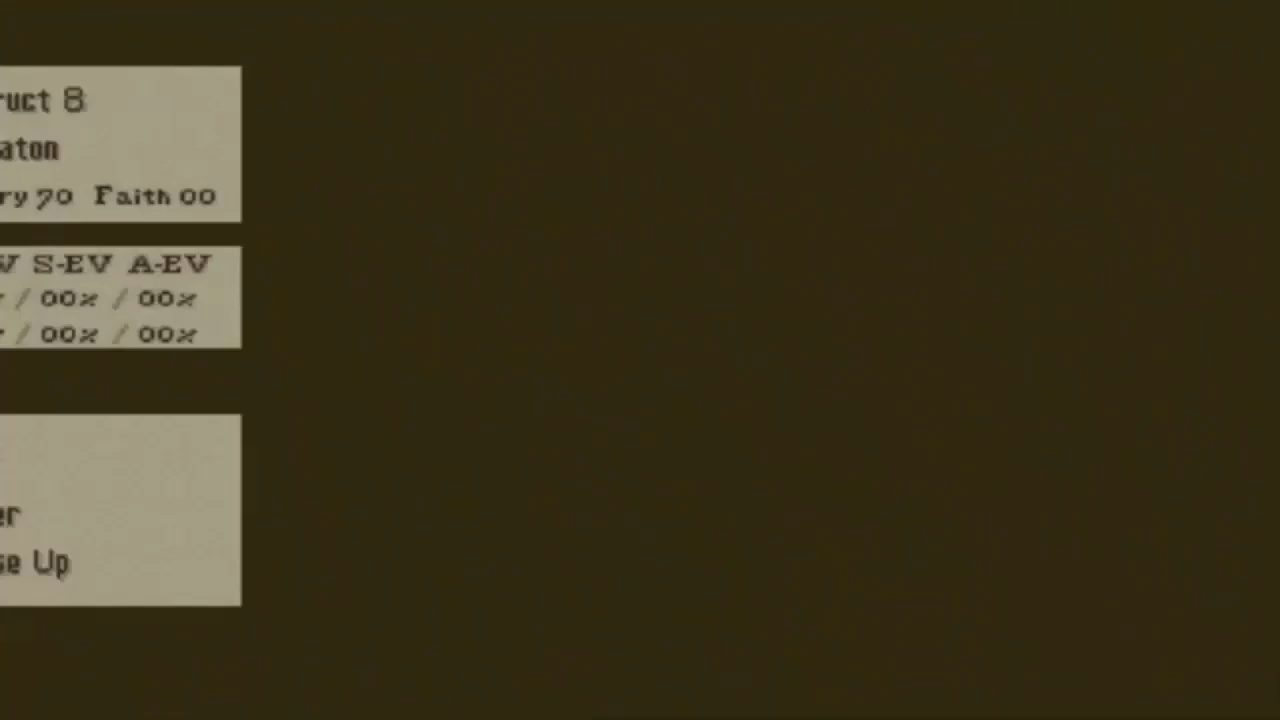 ruct 8
aton
ry 70 Faith 00
V S-EV A-EV
/ 00% / 00%
/ 00% / 00%
er
se Up